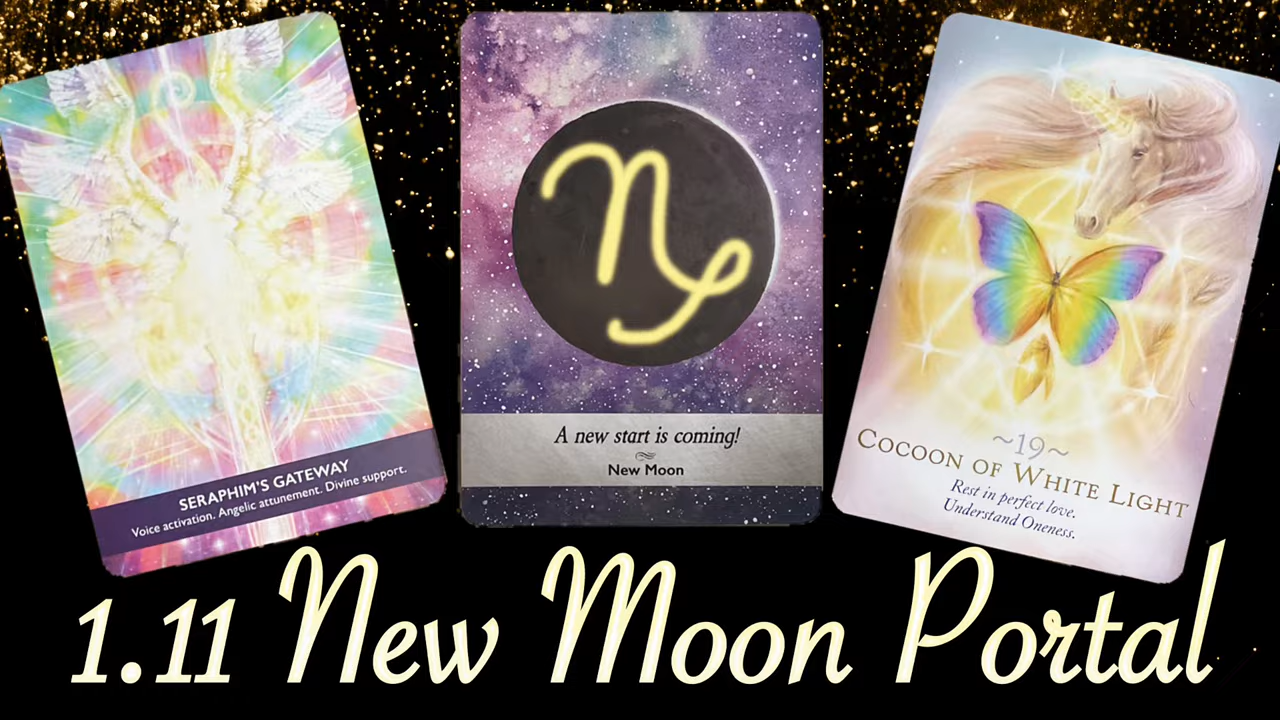 SERAPHIM'S GATEWAY
Voice activation. Angelic attunement. Divine support.
A new start is coming!
New Moon
~19~
COCOON OF WHITE LIGHT
Rest in perfect love.
Understand Oneness.
1.11 New Moon Portal